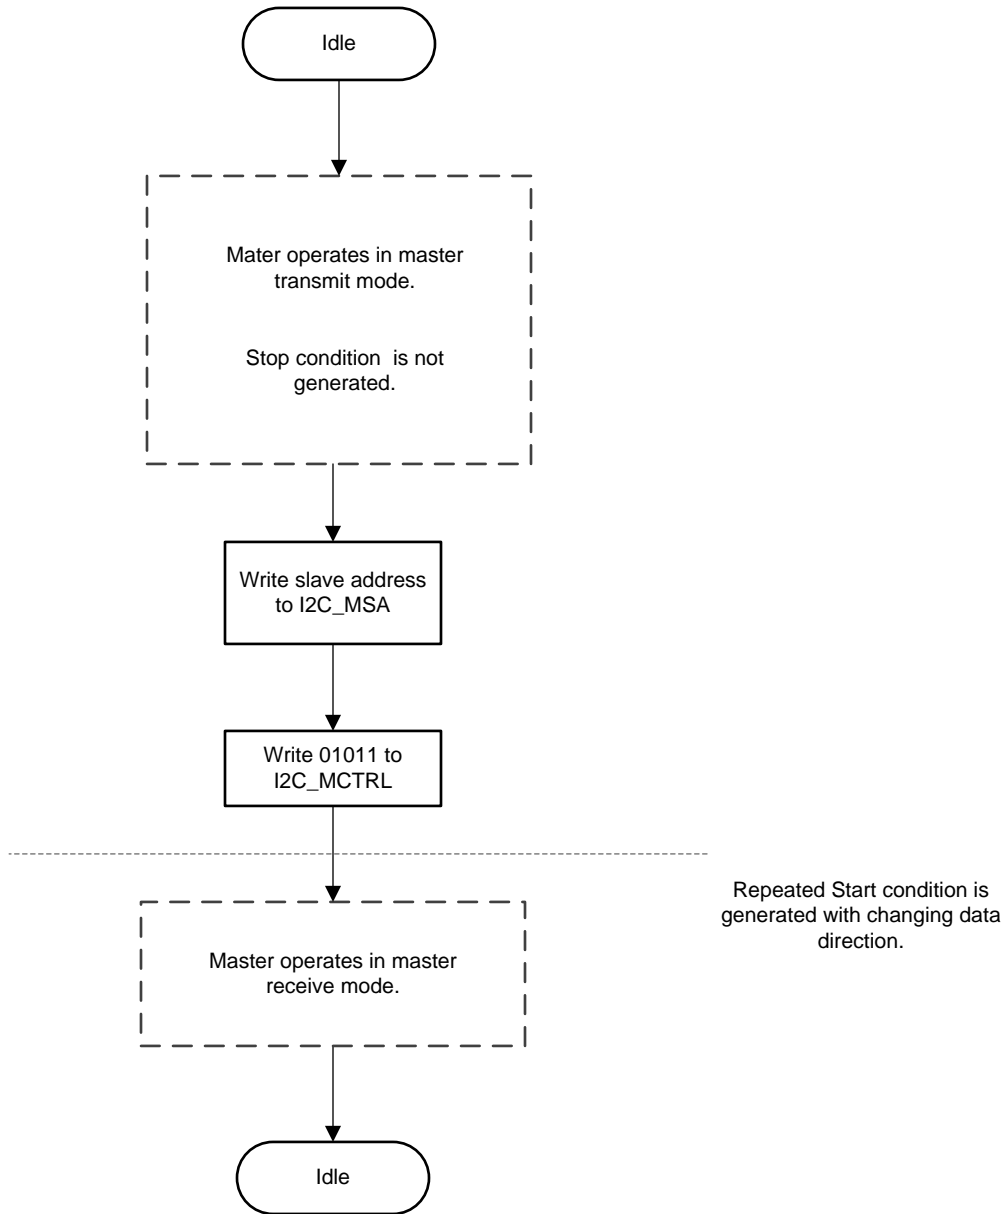 Idle
Mater operates in master
transmit mode.
Stop condition  is not
generated.
Write slave address
to I2C_MSA
Write 01011 to
I2C_MCTRL
Repeated Start condition is
generated with changing data
direction.
Master operates in master
receive mode.
Idle